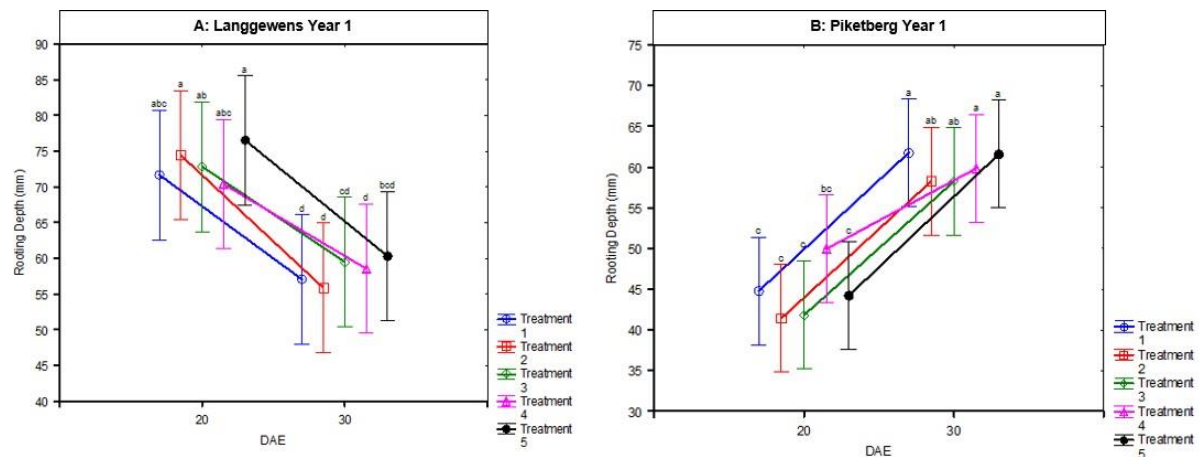 A: Langgewens Year 1
90
85
80
75
70
65
60
55
50
45
40
Rooting Depth (mm)
abc
a
ab
abc
a
d
d
cd
d
bcd
20
30
DAE
Treatment
1
Treatment
2
Treatment
3
Treatment
4
Treatment
5
B: Piketberg Year 1
75
70
65
60
55
50
45
40
35
30
Rooting Depth (mm)
c
c
c
bc
c
a
ab
ab
a
a
20
30
DAE
Treatment
1
Treatment
2
Treatment
3
Treatment
4
Treatment
5